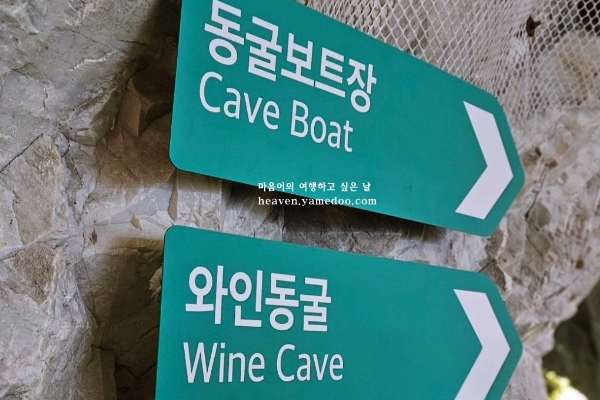 동굴보트장
Cave Boat
마음이의 여행하고 싶은 날
heaven.yamedoo.com
와인동굴
Wine Cave